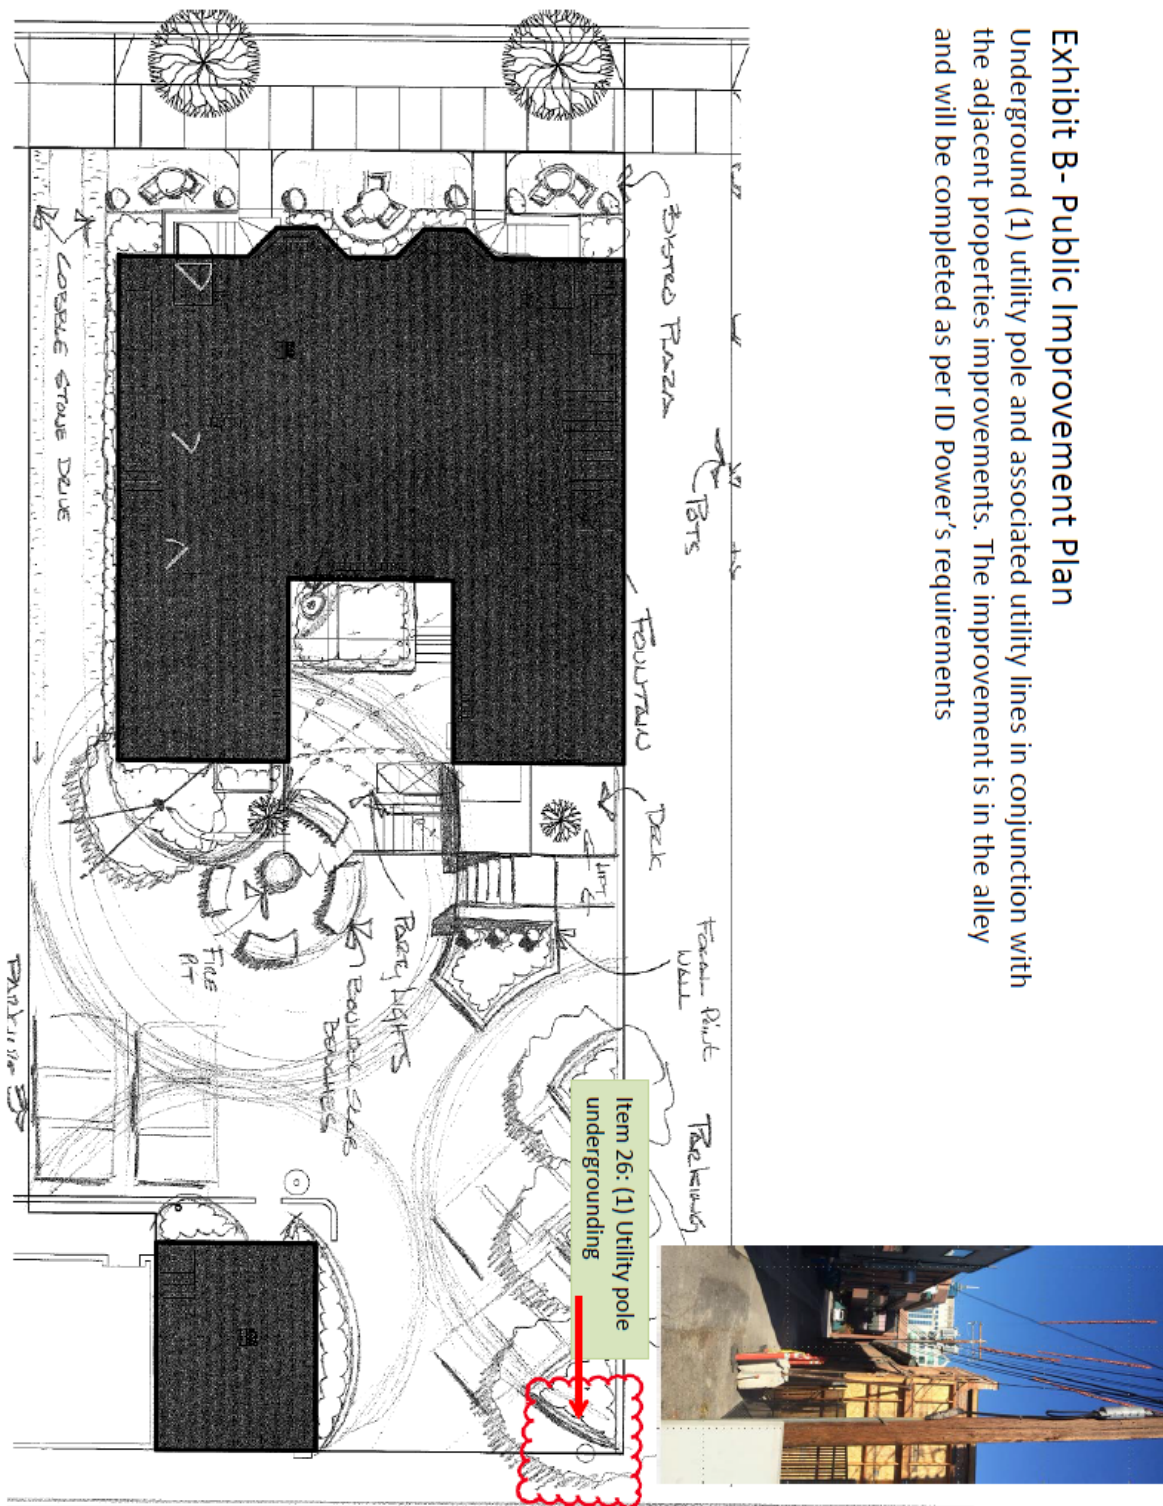 Exhibit B- Public Improvement Plan
Underground (1) utility pole and associated utility lines in conjunction with
the adjacent properties improvements. The improvement is in the alley
and will be completed as per ID Power's requirements
BISTRO PLAZA
POTS
FOUNTAIN
DECK
LIFT
Parking
COBBLE STONE DRIVE
PARTY LIGHTS
BOULDER SLAB
BENCHES
FIRE
PIT
Item 26: (1) Utility pole
undergrounding